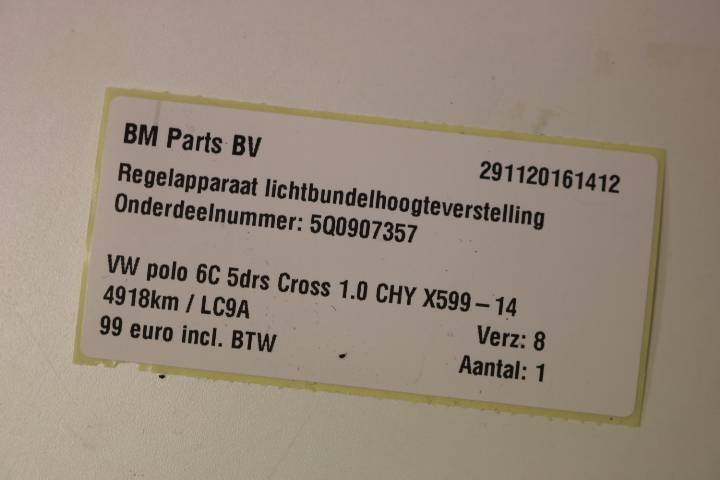 BM Parts BV
291120161412
Regelapparaat lichtbundelhoogteverstelling
Onderdeelnummer: 5Q0907357
VW polo 6C 5drs Cross 1.0 CHY X599-14
4918km / LC9A
Verz: 8
99 euro incl. BTW
Aantal: 1